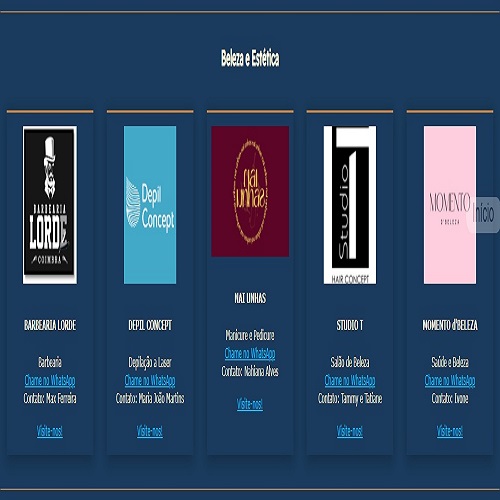 Beleza e Estética
BARBEARIA
LORDE
COIMBRA
BARBEARIA LORDE
Barbearia
Chame no WhatsApp
Contato: Max Ferreira
Visite-nos!
Depil
Concept
DEPIL CONCEPT
Depilação a Laser
Chame no WhatsApp
Contato: Maria João Martins
Visite-nos!
NAI
UNHAS
NAI UNHAS
Manicure e Pedicure
Chame no WhatsApp
Contato: Nahiana Alves
Visite-nos!
Studio T
HAIR CONCEPT
STUDIO T
Salão de Beleza
Chame no WhatsApp
Contato: Tammy e Tatiane
Visite-nos!
MOMENTO
D'BELEZA
Início
MOMENTO d'BELEZA
Saúde e Beleza
Chame no WhatsApp
Contato: Ivone
Visite-nos!